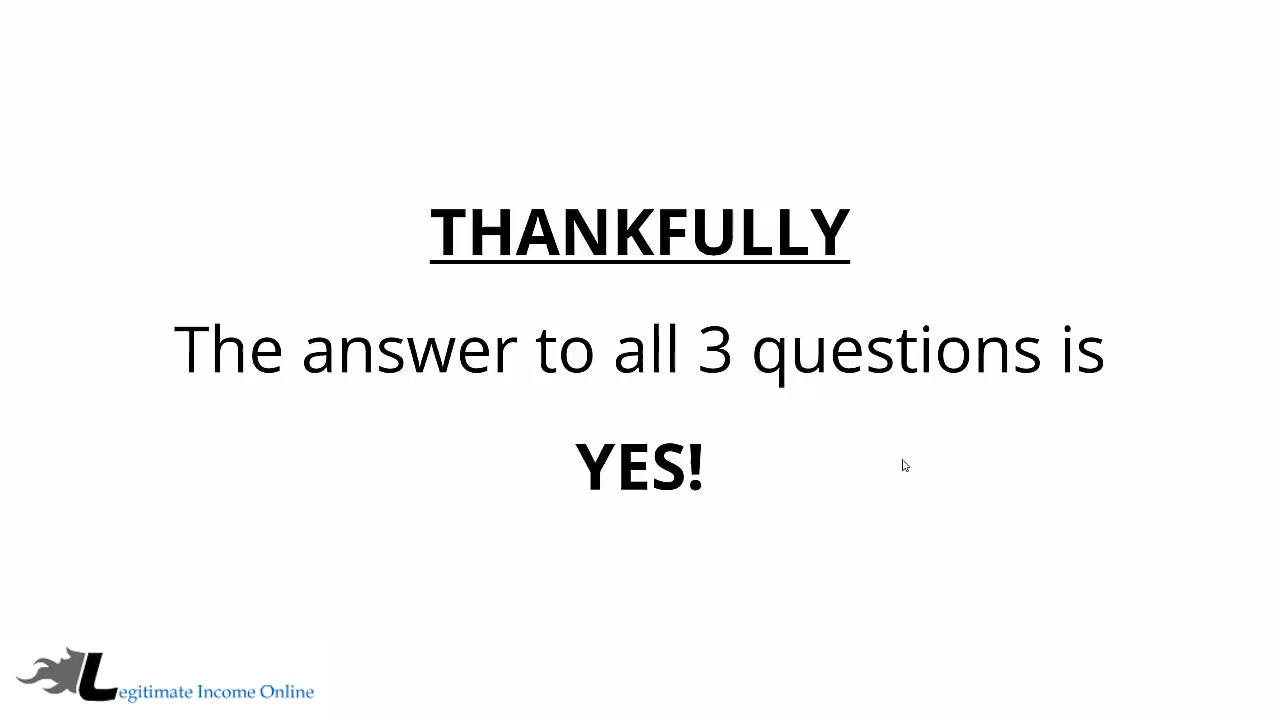 THANKFULLY
The answer to all 3 questions is
YES!
Legitimate Income Online